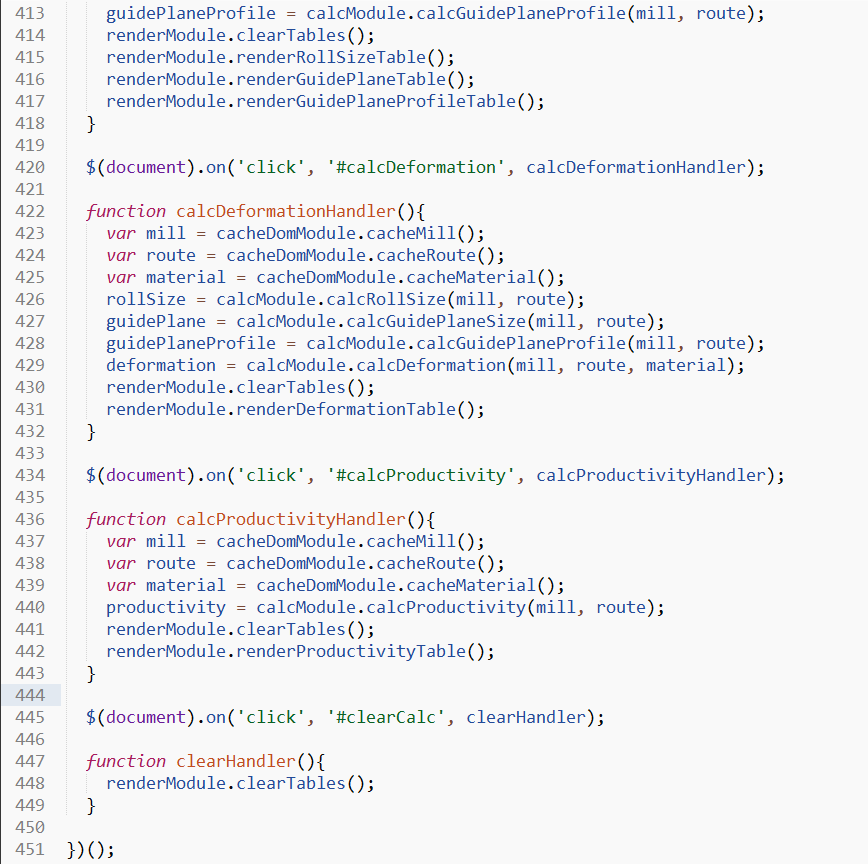 413 guidePlaneProfile = calcModule.calcGuidePlaneProfile(mill, route);
414 renderModule.clearTables();
415 renderModule.renderRollSizeTable();
416 renderModule.renderGuidePlaneTable();
417 renderModule.renderGuidePlaneProfileTable();
418 }
419
420 $(document).on('click', '#calcDeformation', calcDeformationHandler);
421
422 function calcDeformationHandler(){
423 var mill = cacheDomModule.cacheMill();
424 var route = cacheDomModule.cacheRoute();
425 var material = cacheDomModule.cacheMaterial();
426 rollSize = calcModule.calcRollSize(mill, route);
427 guidePlane = calcModule.calcGuidePlaneSize(mill, route);
428 guidePlaneProfile = calcModule.calcGuidePlaneProfile(mill, route);
429 deformation = calcModule.calcDeformation(mill, route, material);
430 renderModule.clearTables();
431 renderModule.renderDeformationTable();
432 }
433
434 $(document).on('click', '#calcProductivity', calcProductivityHandler);
435
436 function calcProductivityHandler(){
437 var mill = cacheDomModule.cacheMill();
438 var route = cacheDomModule.cacheRoute();
439 var material = cacheDomModule.cacheMaterial();
440 productivity = calcModule.calcProductivity(mill, route);
441 renderModule.clearTables();
442 renderModule.renderProductivityTable();
443 }
444
445 $(document).on('click', '#clearCalc', clearHandler);
446
447 function clearHandler(){
448 renderModule.clearTables();
449 }
450
451 })();